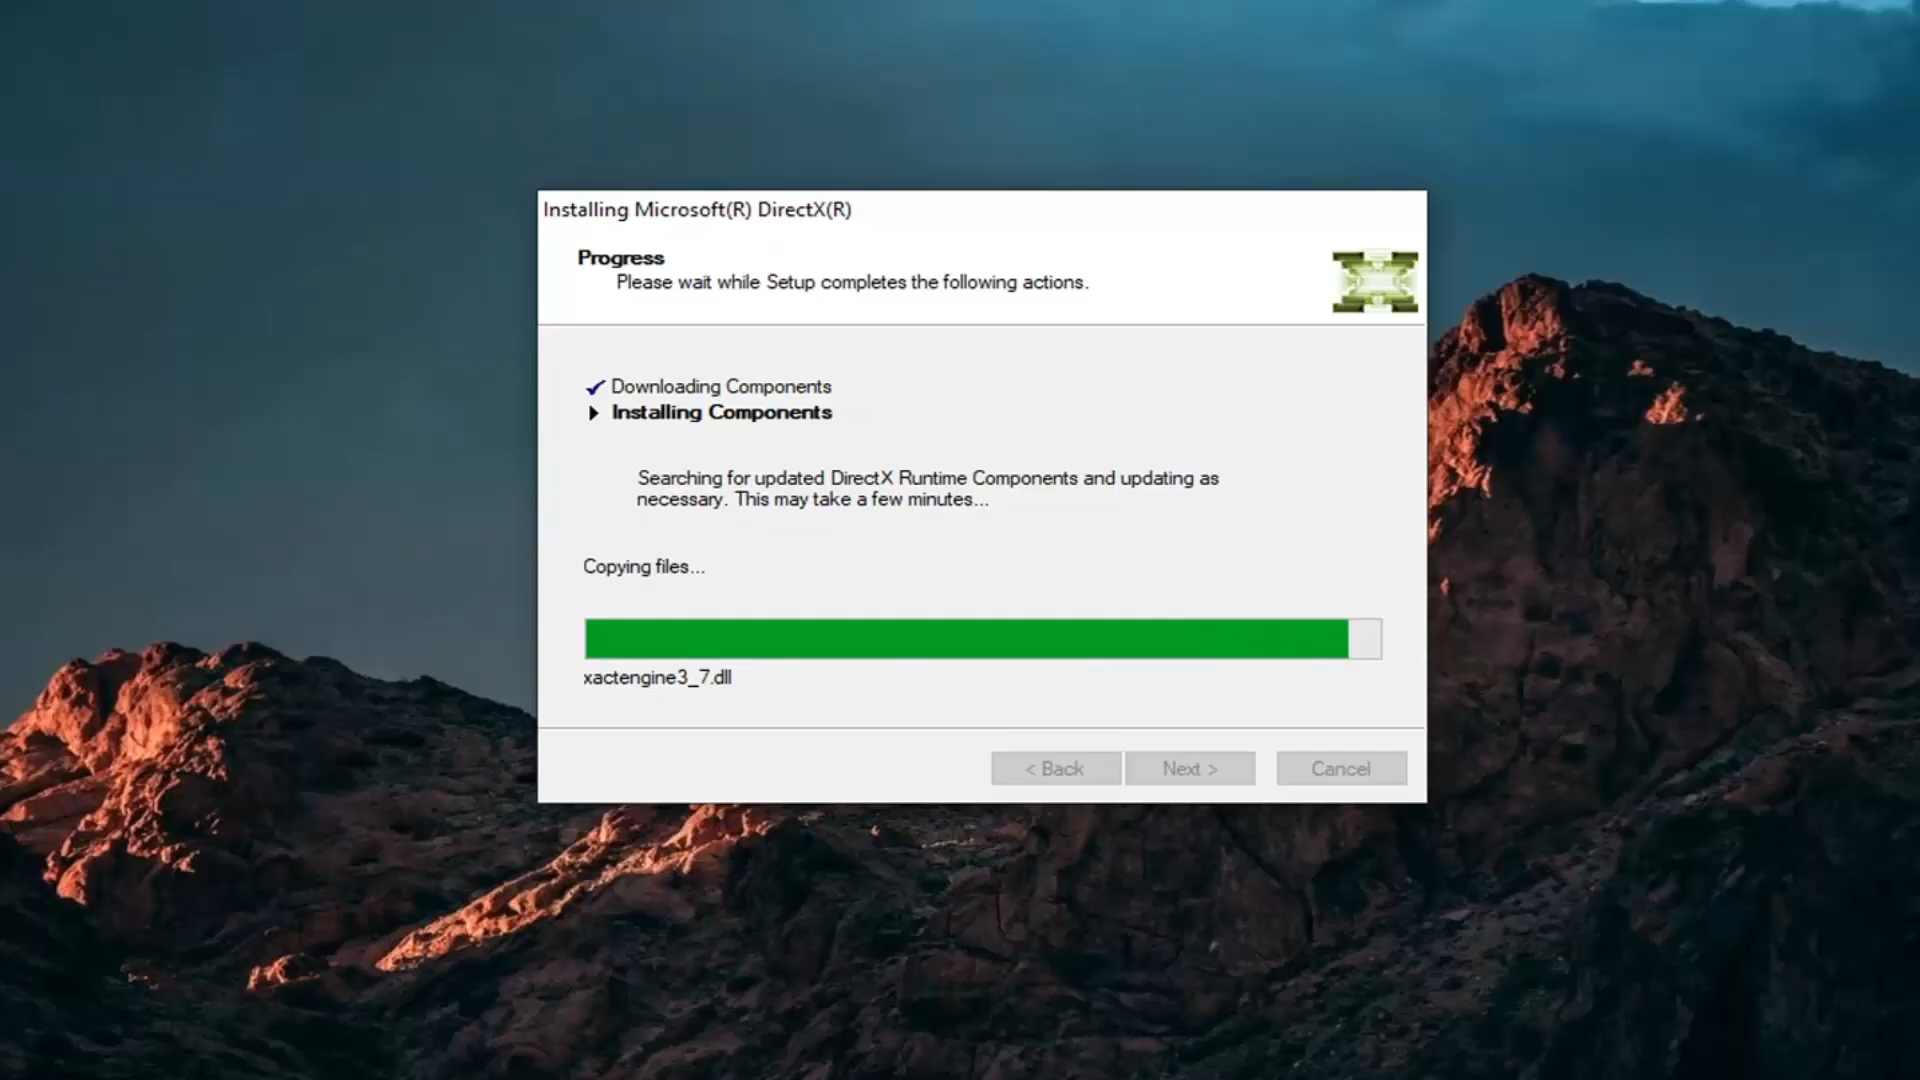 Installing Microsoft(R) DirectX(R)
Progress
Please wait while Setup completes the following actions.
Downloading Components
Installing Components
Searching for updated DirectX Runtime Components and updating as
necessary. This may take a few minutes...
Copying files...
xactengine3_7.dll
< Back
Next >
Cancel